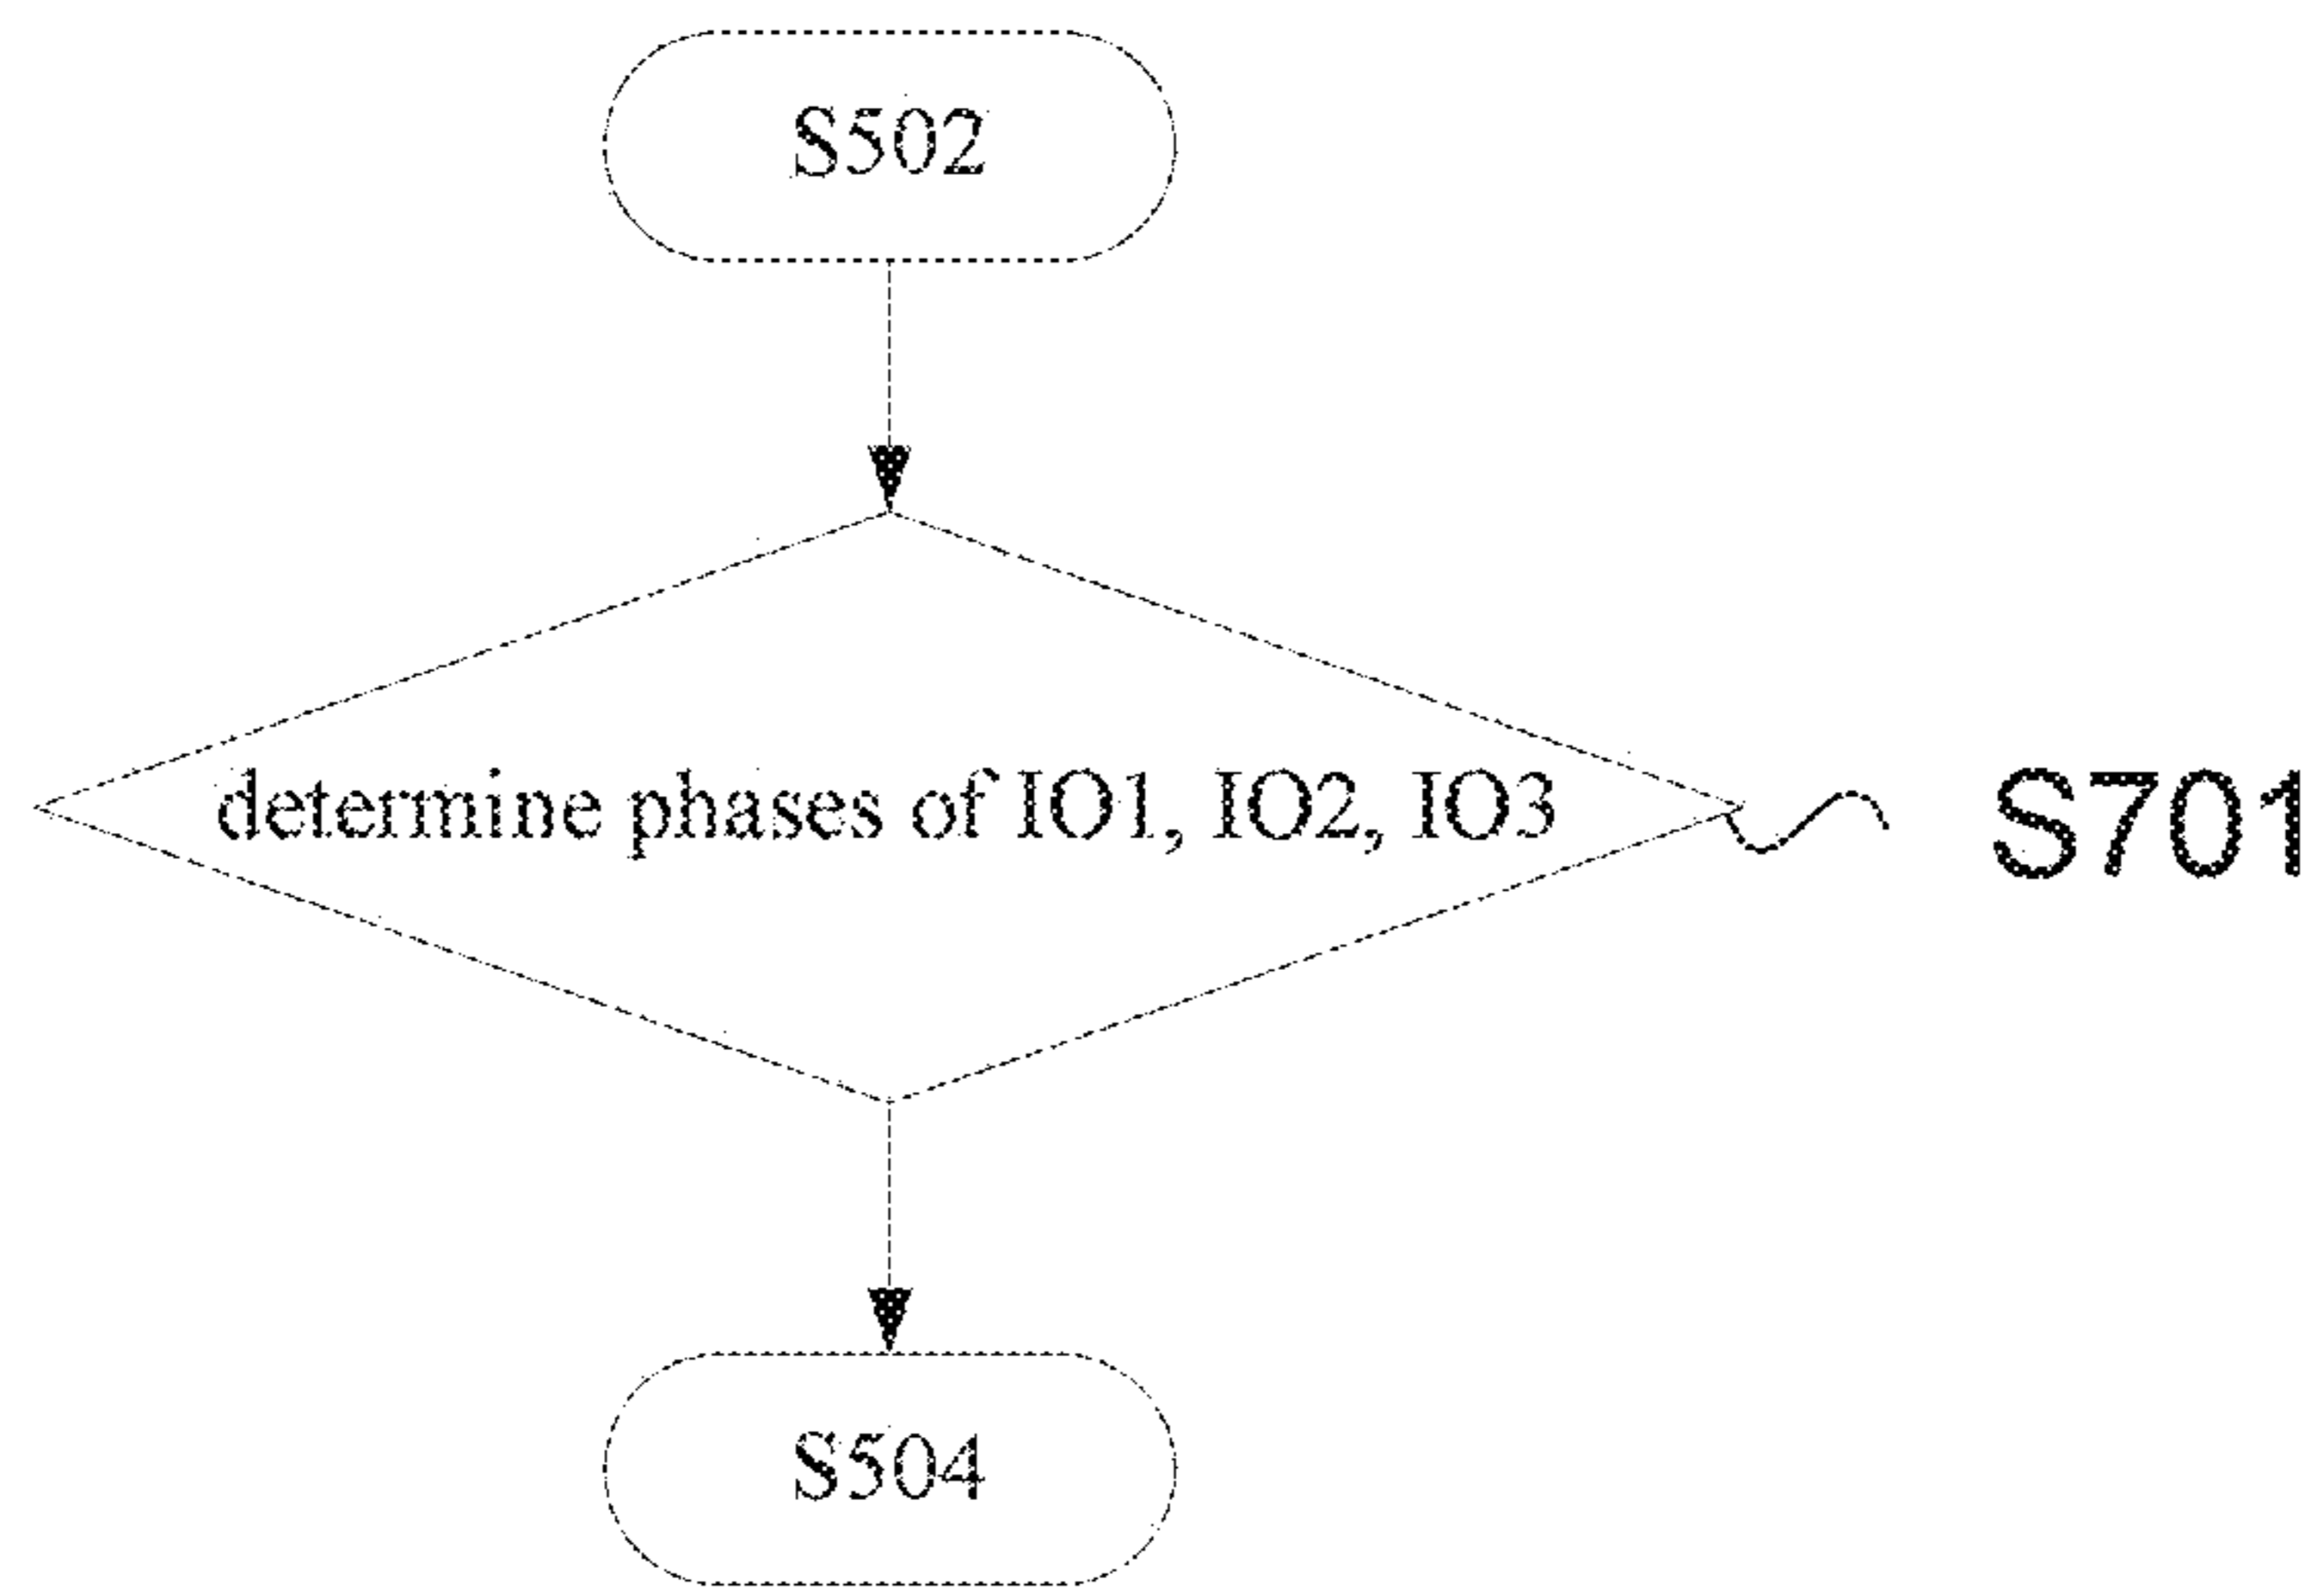 S502
determine phases of IO1, IO2, IO3
S701
S504